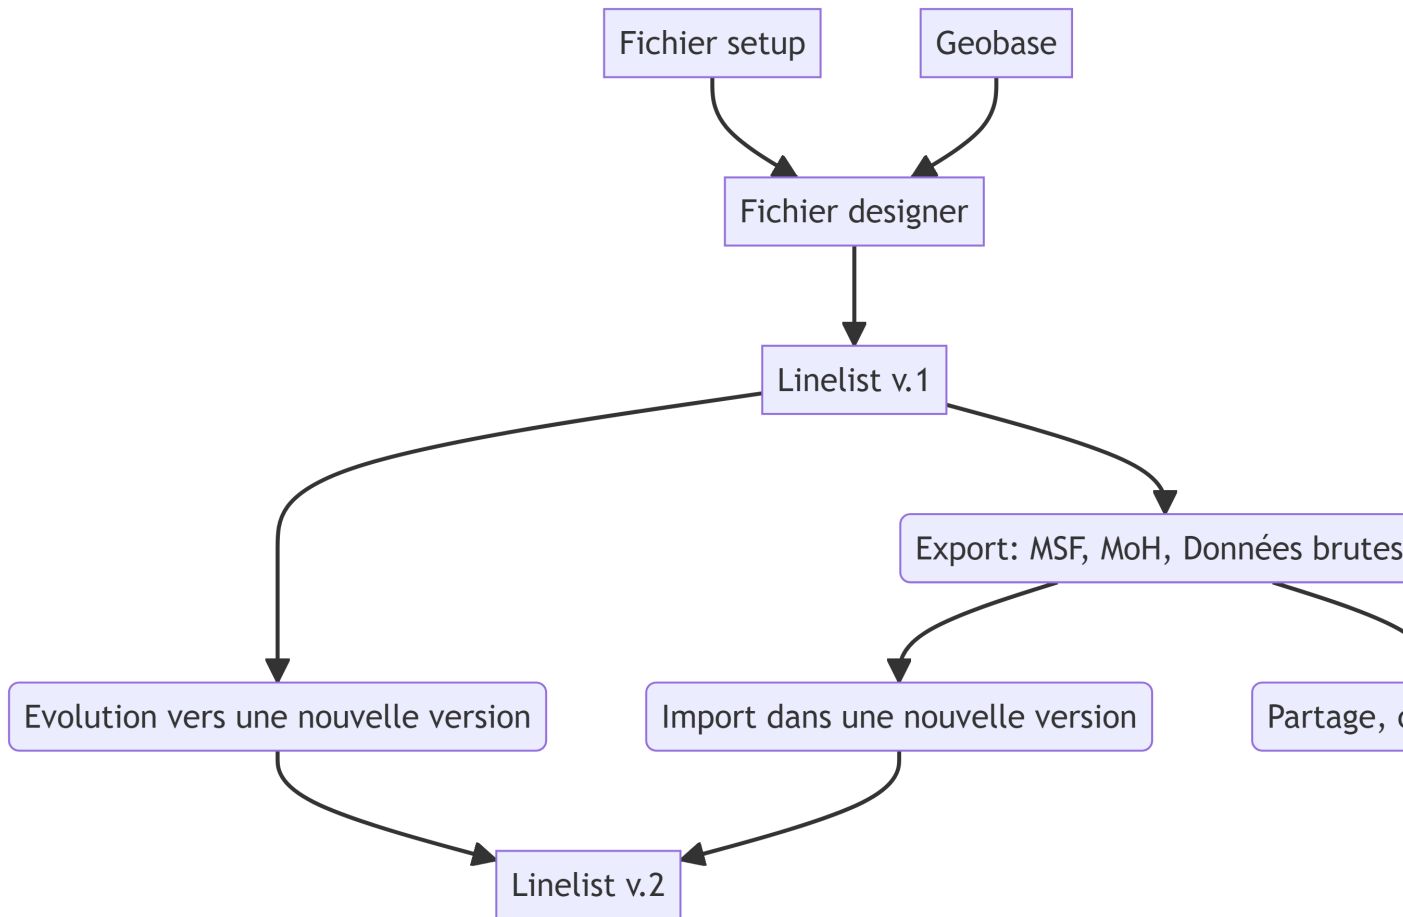 Fichier setup
Geobase
Fichier designer
Linelist v.1
Export: MSF, MoH, Données brutes
Evolution vers une nouvelle version
Import dans une nouvelle version
Partage,
Linelist v.2